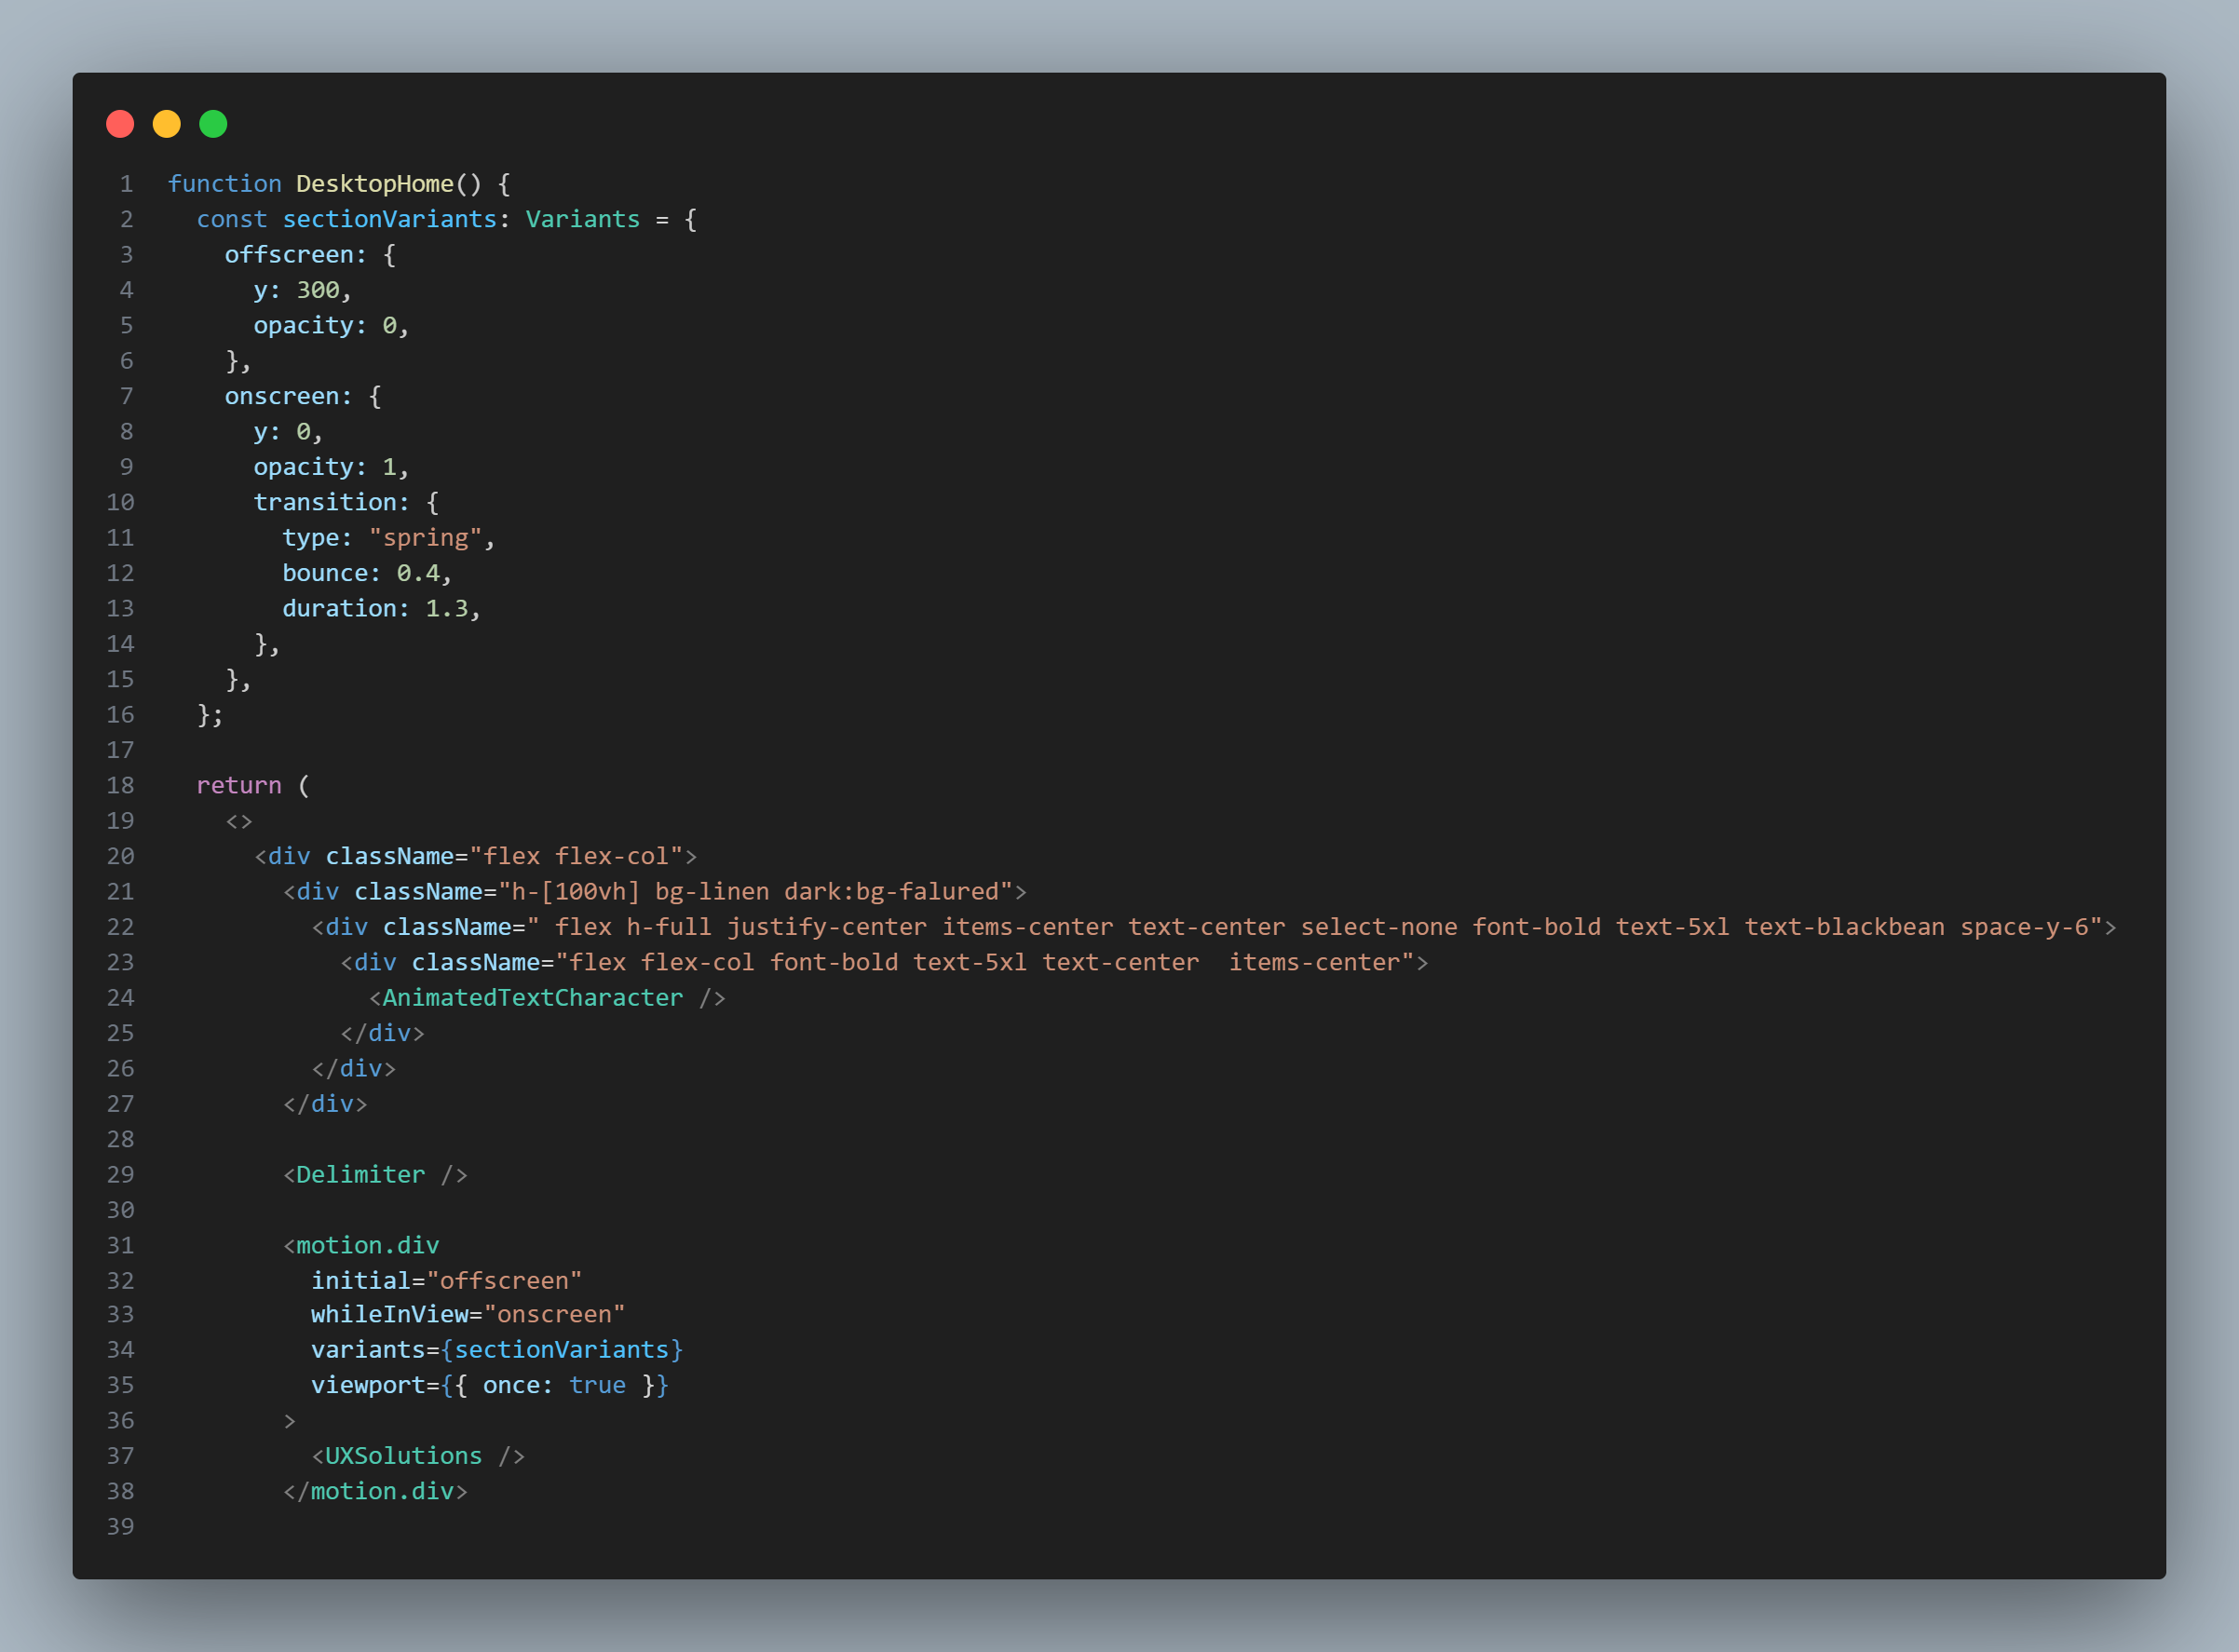 1 function DesktopHome() {
2   const sectionVariants: Variants = {
3     offscreen: {
4       y: 300,
5       opacity: 0,
6     },
7     onscreen: {
8       y: 0,
9       opacity: 1,
10       transition: {
11         type: "spring",
12         bounce: 0.4,
13         duration: 1.3,
14       },
15     },
16   };
17
18   return (
19     <>
20       <div className="flex flex-col">
21         <div className="h-[100vh] bg-linen dark:bg-falured">
22           <div className=" flex h-full justify-center items-center text-center select-none font-bold text-5xl text-blackbean space-y-6">
23             <div className="flex flex-col font-bold text-5xl text-center  items-center">
24               <AnimatedTextCharacter />
25             </div>
26           </div>
27         </div>
28
29         <Delimiter />
30
31         <motion.div
32           initial="offscreen"
33           whileInView="onscreen"
34           variants={sectionVariants}
35           viewport={{ once: true }}
36         >
37           <UXSolutions />
38         </motion.div>
39